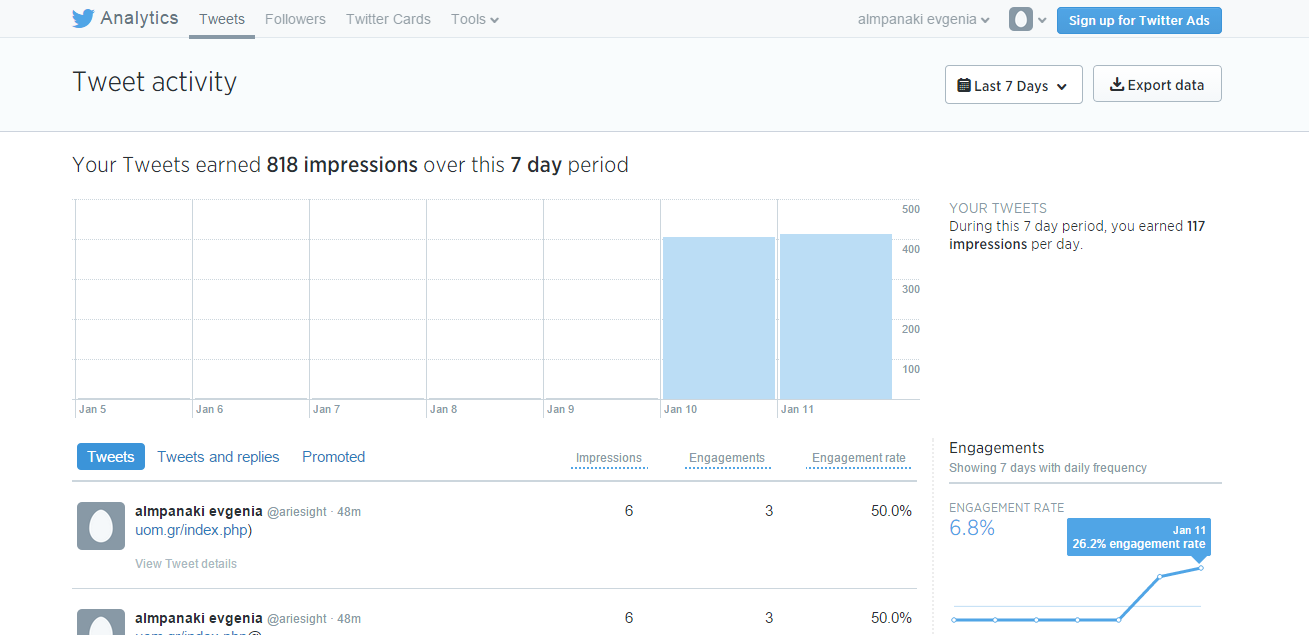 Analytics Tweets Followers Twitter Cards Tools almpanaki evgenia Sign up for Twitter Ads
Tweet activity
Last 7 Days Export data
Your Tweets earned 818 impressions over this 7 day period
500
400
300
200
100
Jan 5 Jan 6 Jan 7 Jan 8 Jan 9 Jan 10 Jan 11
YOUR TWEETS
During this 7 day period, you earned 117
impressions per day.
Tweets Tweets and replies Promoted Impressions Engagements Engagement rate
almpanaki evgenia @ariesight · 48m 6 3 50.0%
uom.gr/index.php)
View Tweet details
almpanaki evgenia @ariesight · 48m 6 3 50.0%
uom.gr/index.php@
Engagements
Showing 7 days with daily frequency
ENGAGEMENT RATE
6.8%
Jan 11
26.2% engagement rate